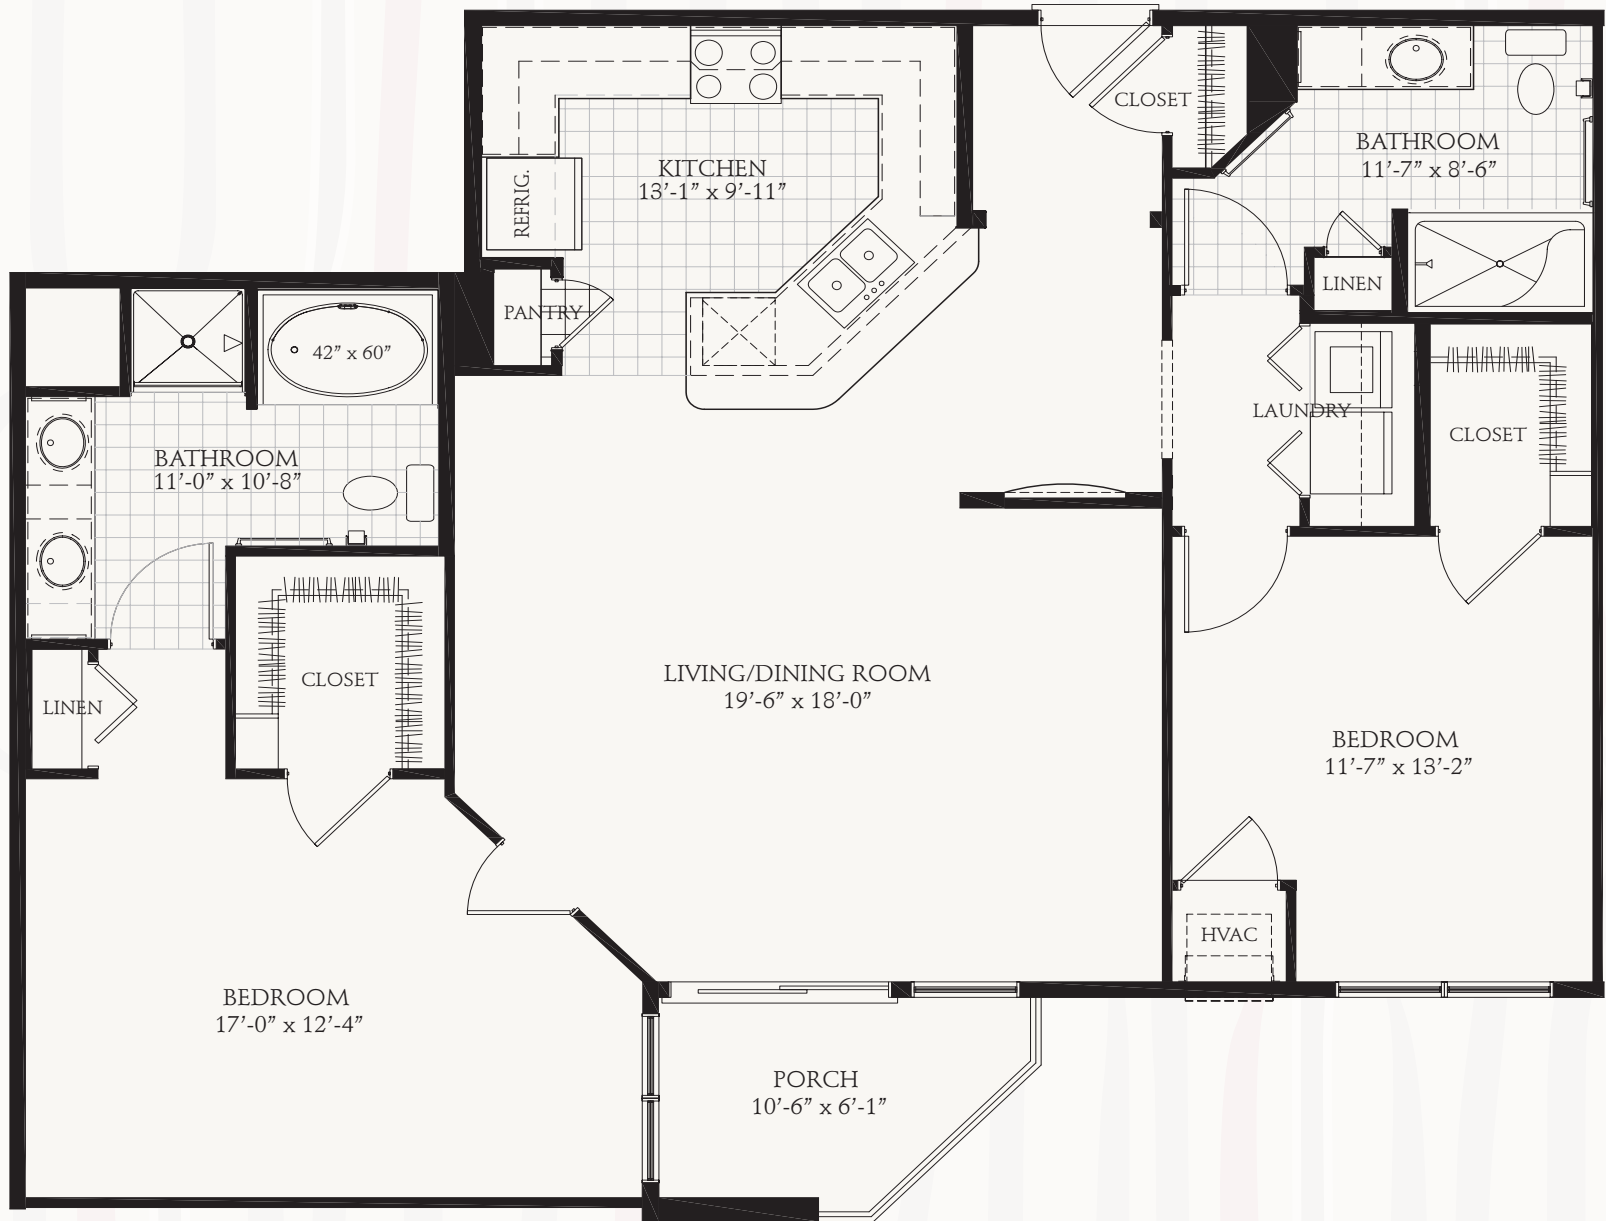 CLOSET
BATHROOM
11'-7" x 8'-6"
KITCHEN
13'-1" x 9'-11"
REFRIG.
LINEN
PANTRY
42" x 60"
LAUNDRY
CLOSET
BATHROOM
11'-0" x 10'-8"
CLOSET
LINEN
LIVING/DINING ROOM
19'-6" x 18'-0"
BEDROOM
11'-7" x 13'-2"
HVAC
BEDROOM
17'-0" x 12'-4"
PORCH
10'-6" x 6'-1"